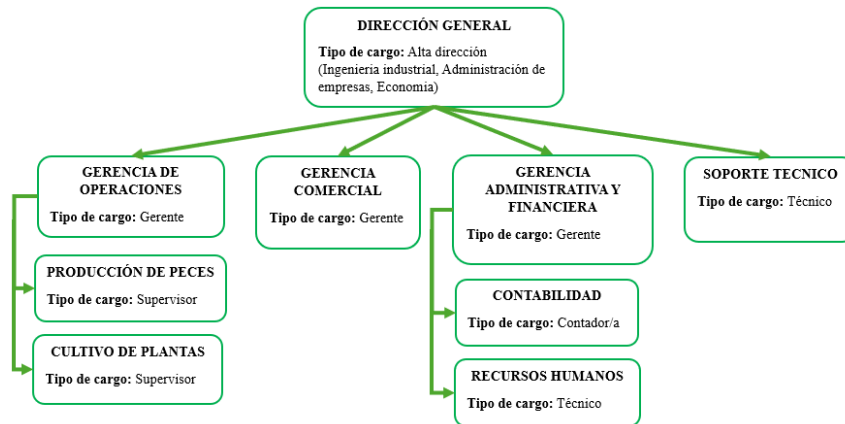 DIRECCIÓN GENERAL
Tipo de cargo: Alta dirección
(Ingenieria industrial, Administración de
empresas, Economia)
GERENCIA DE
OPERACIONES
Tipo de cargo: Gerente
GERENCIA
COMERCIAL
Tipo de cargo: Gerente
GERENCIA
ADMINISTRATIVA Y
FINANCIERA
Tipo de cargo: Gerente
SOPORTE TECNICO
Tipo de cargo: Técnico
PRODUCCIÓN DE PECES
Tipo de cargo: Supervisor
CONTABILIDAD
Tipo de cargo: Contador/a
CULTIVO DE PLANTAS
Tipo de cargo: Supervisor
RECURSOS HUMANOS
Tipo de cargo: Técnico